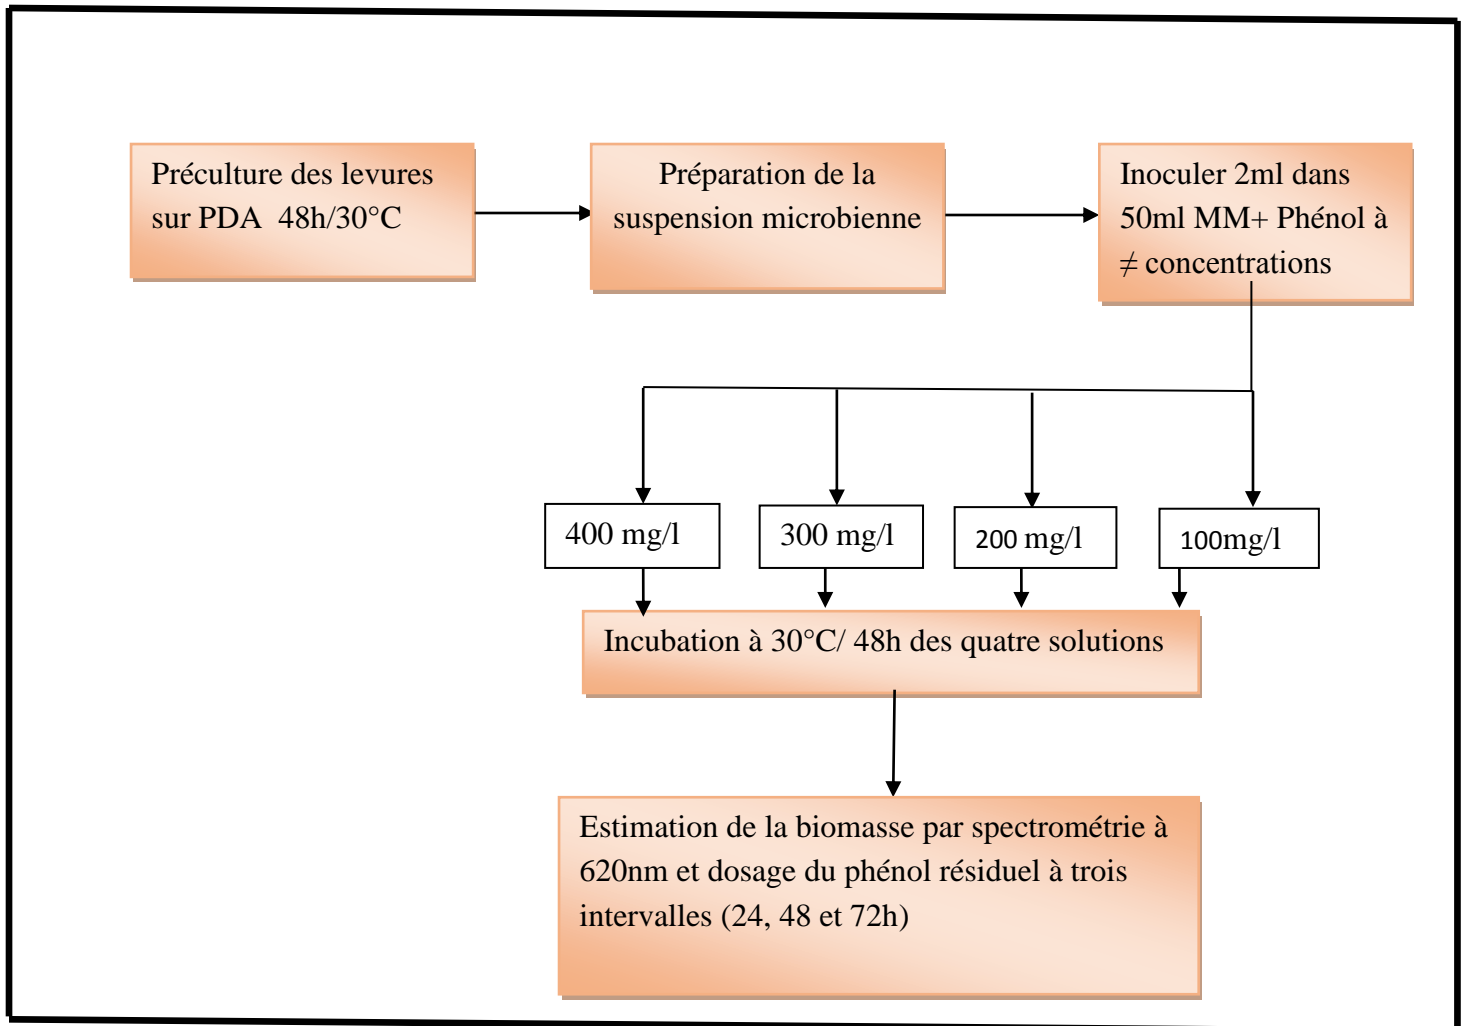 Préculture des levures
sur PDA 48h/30°C
Préparation de la
suspension microbienne
Inoculer 2ml dans
50ml MM+ Phénol à
≠ concentrations
400 mg/l
300 mg/l
200 mg/l
100mg/l
Incubation à 30°C/ 48h des quatre solutions
Estimation de la biomasse par spectrométrie à
620nm et dosage du phénol résiduel à trois
intervalles (24, 48 et 72h)